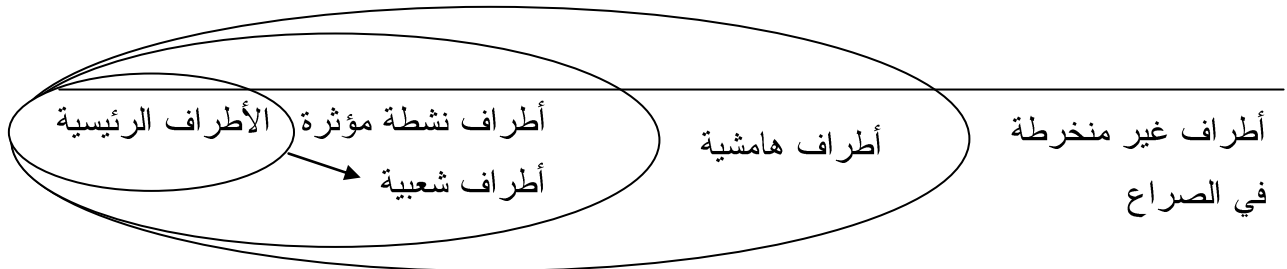 أطراف غير منخرطة
في الصراع
أطراف هامشية
أطراف نشطة مؤثرة
أطراف شعبية
الأطراف الرئيسية